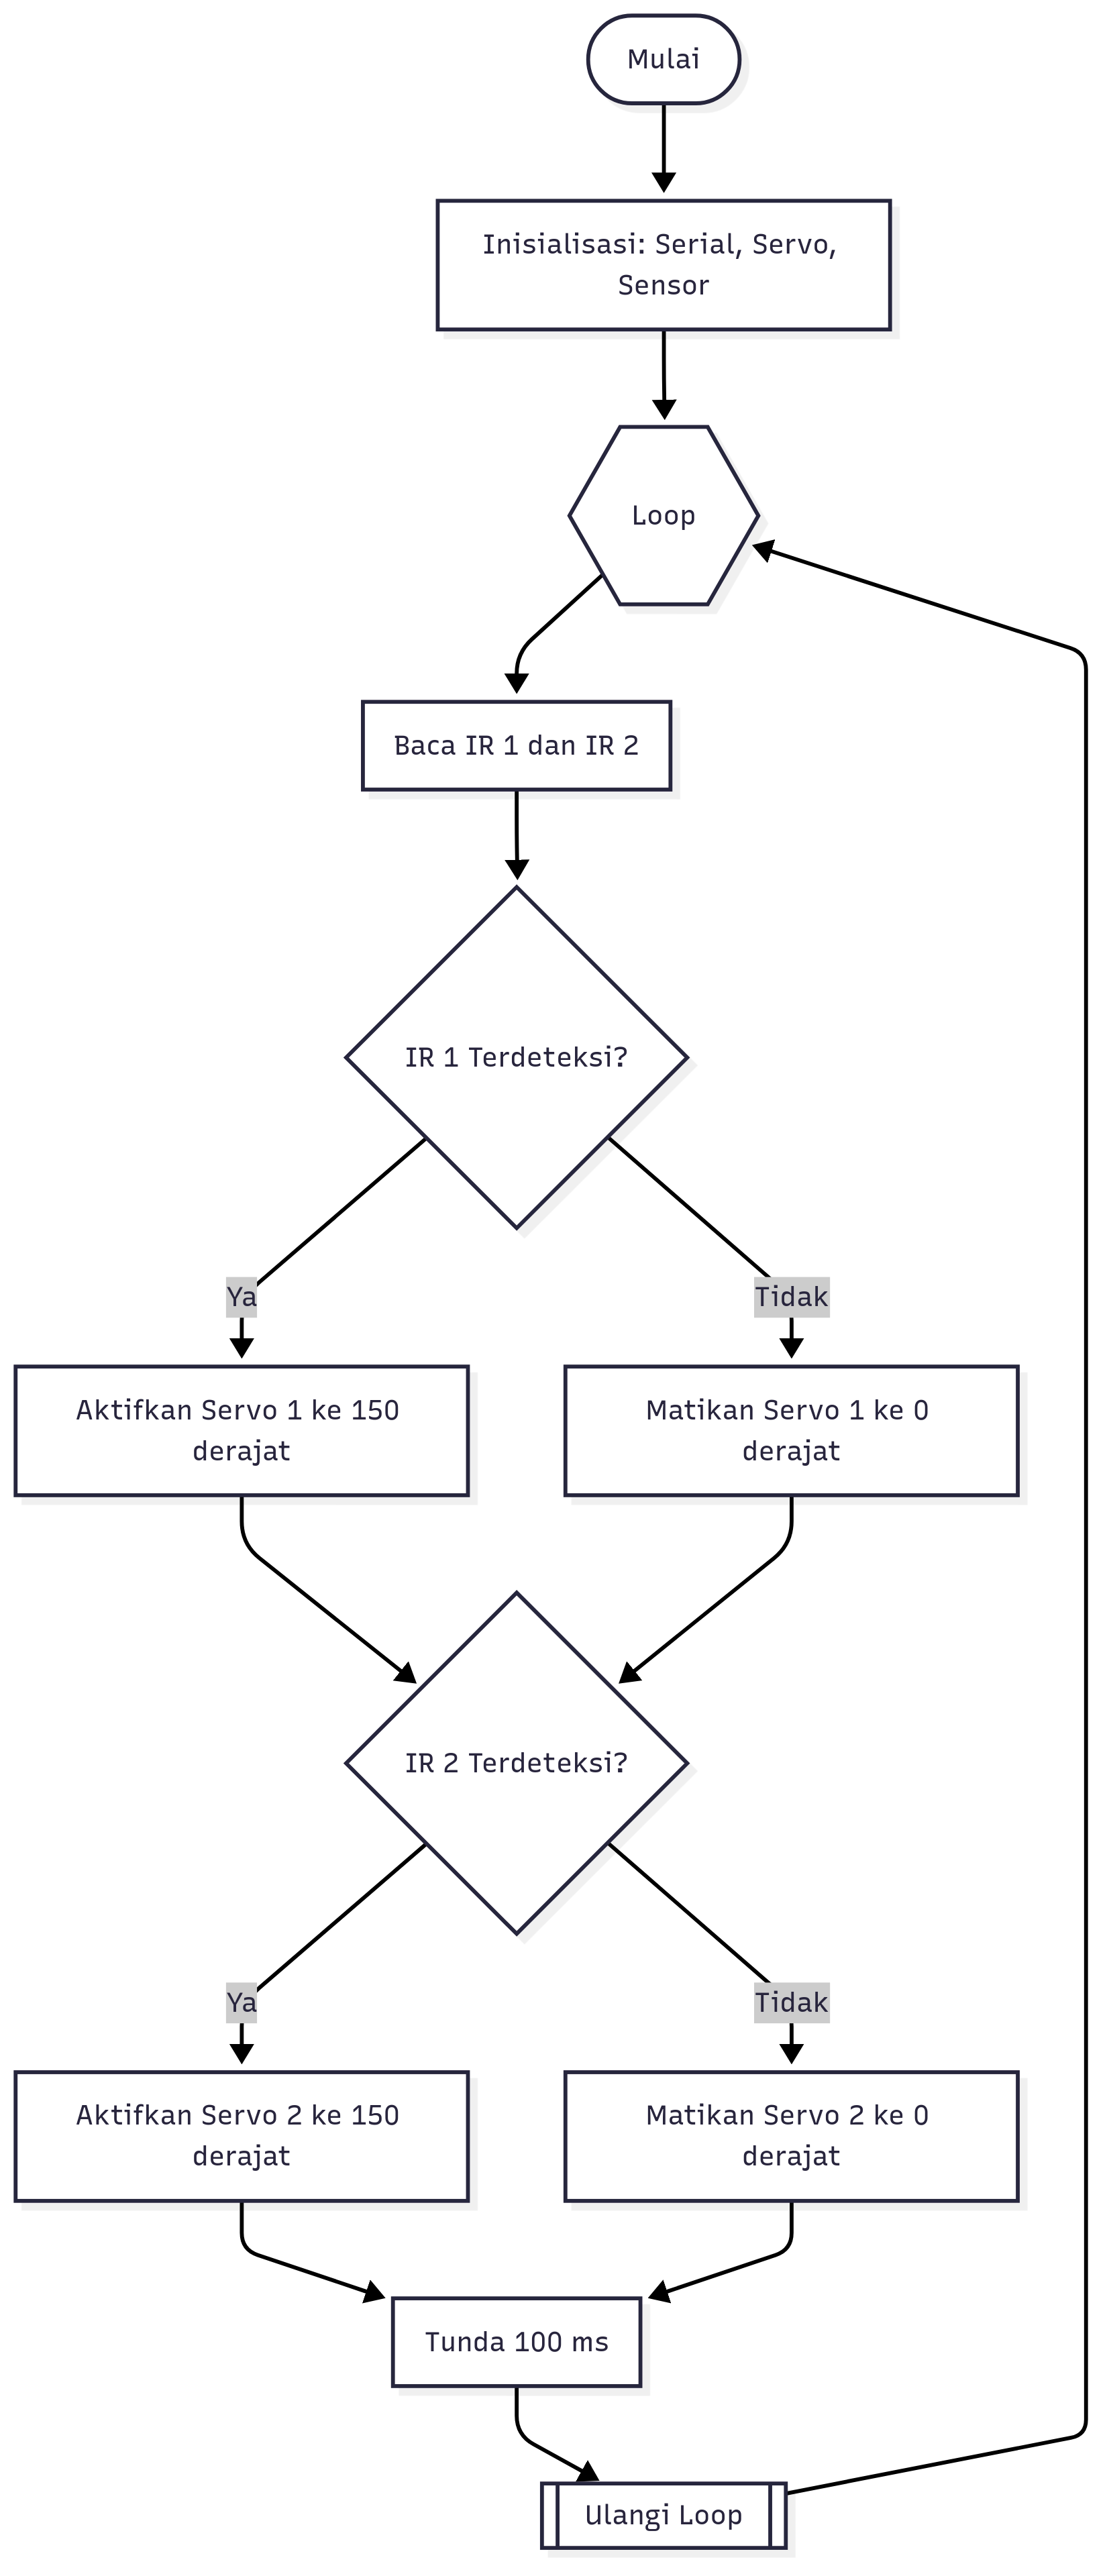 Mulai
Inisialisasi: Serial, Servo,
Sensor
Loop
Baca IR 1 dan IR 2
IR 1 Terdeteksi?
Ya
Tidak
Aktifkan Servo 1 ke 150
derajat
Matikan Servo 1 ke 0
derajat
IR 2 Terdeteksi?
Ya
Tidak
Aktifkan Servo 2 ke 150
derajat
Matikan Servo 2 ke 0
derajat
Tunda 100 ms
Ulangi Loop